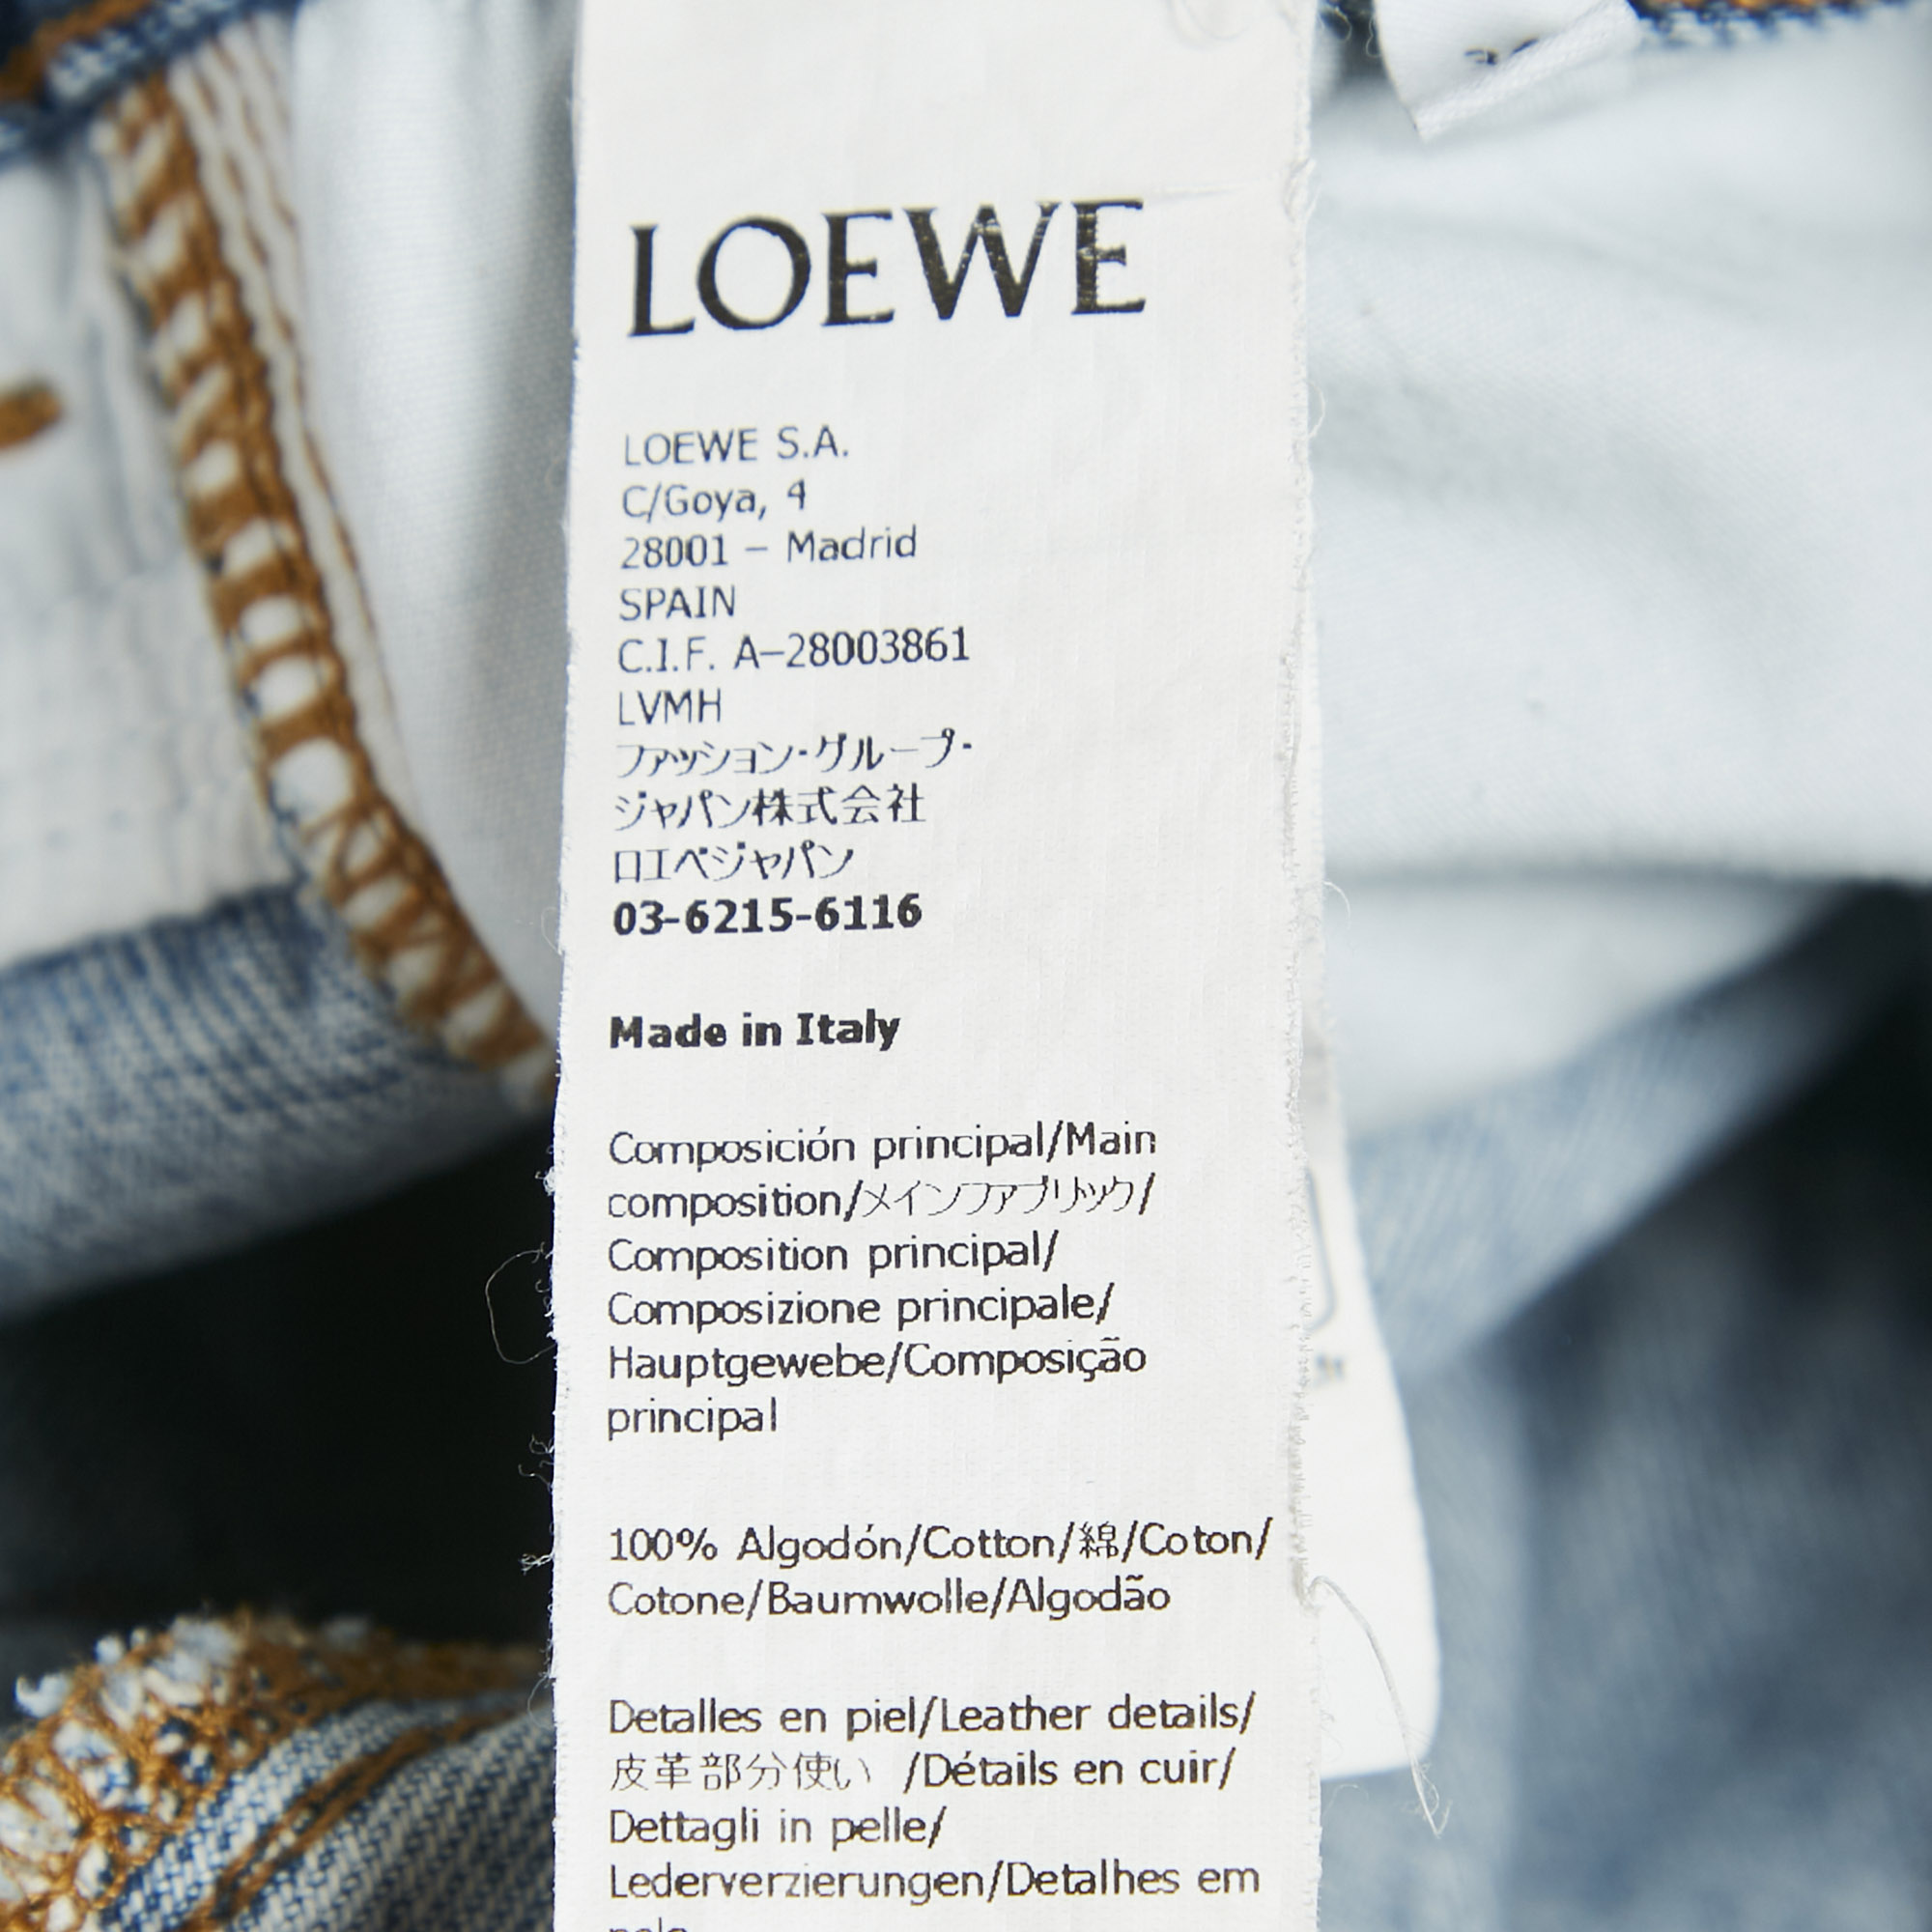 LOEWE
LOEWE S.A.
C/Goya, 4
28001 – Madrid
SPAIN
C.I.F. A–28003861
LVMH
ファッション・グループ・
ジャパン株式会社
ロエベジャパン
03-6215-6116
Made in Italy
Composición principal/Main
composition/メインファブリック/
Composition principal/
Composizione principale/
Hauptgewebe/Composição
principal
100% Algodón/Cotton/綿/Coton/
Cotone/Baumwolle/Algodão
Detalles en piel/Leather details/
皮革部分使い /Détails en cuir/
Dettagli in pelle/
Lederverzierungen/Detalhes em